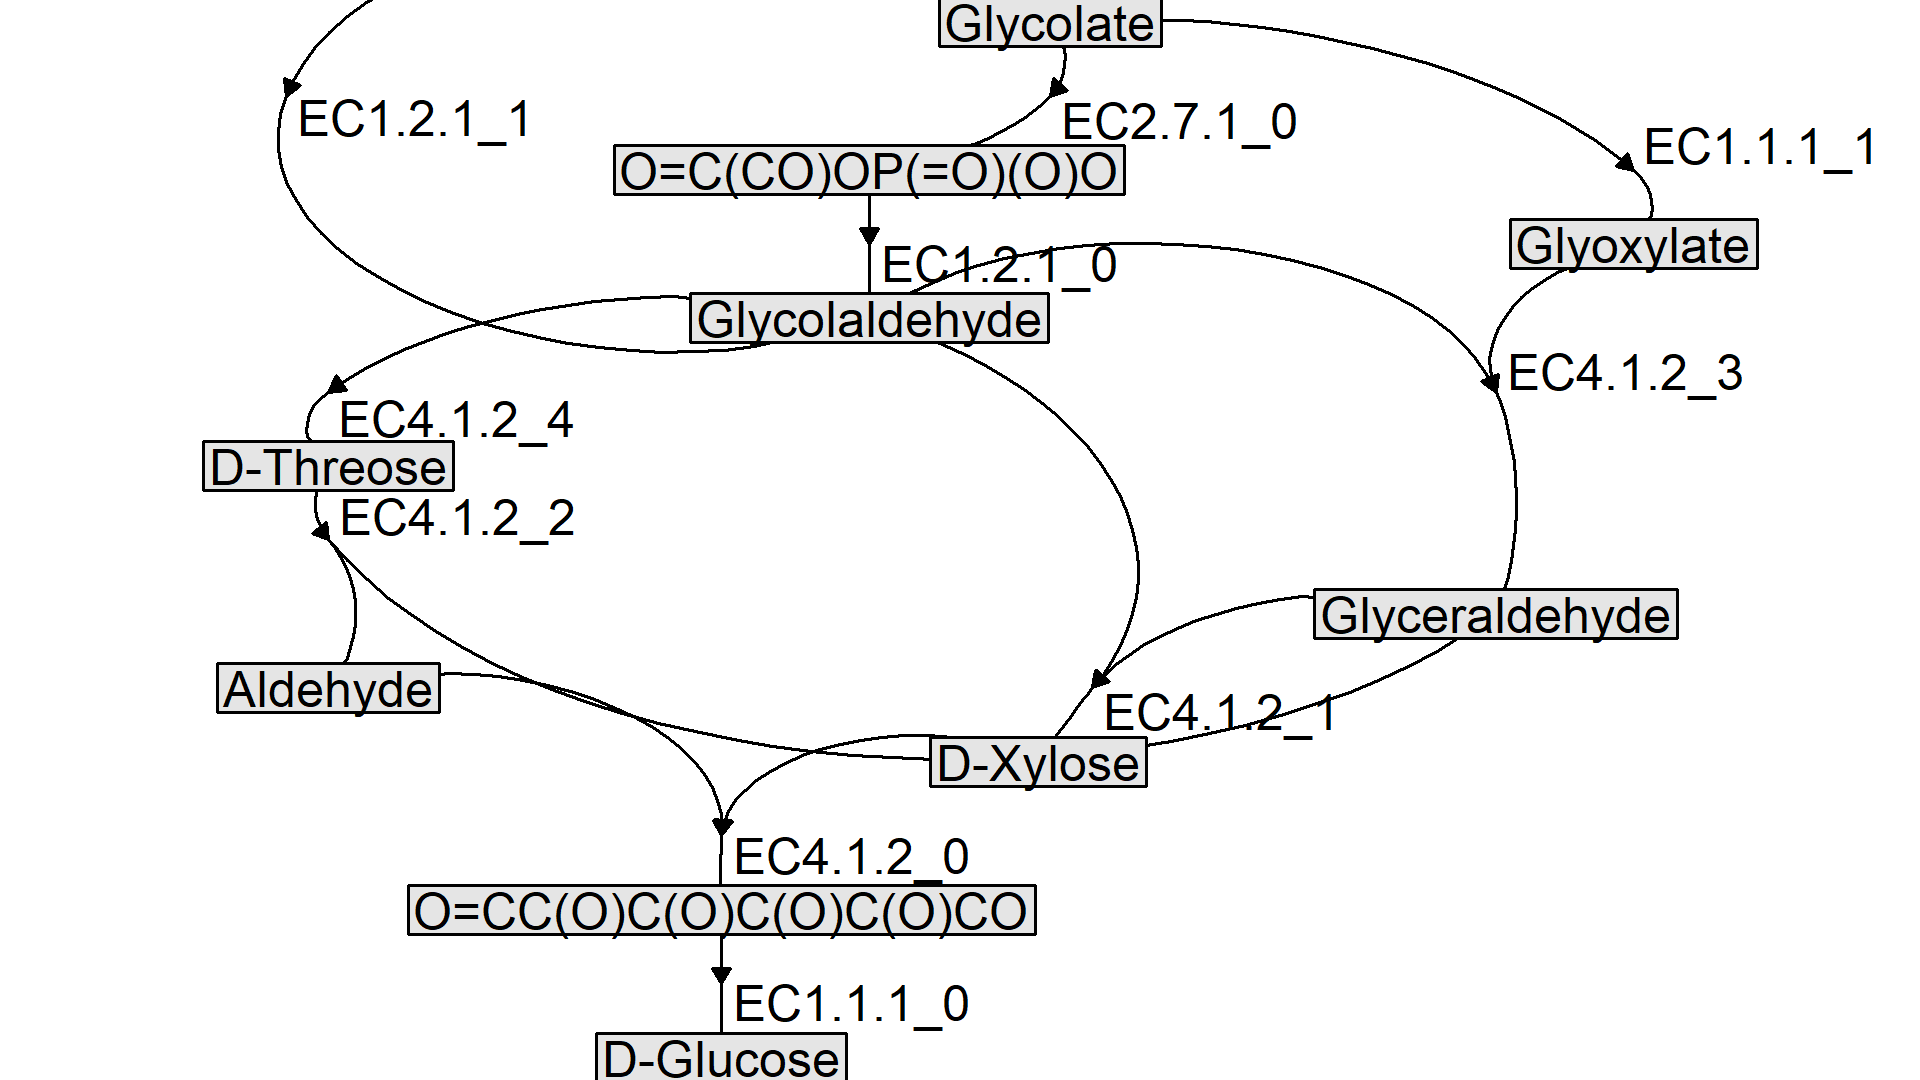 Glycolate
EC1.2.1_1
EC2.7.1_0
EC1.1.1_1
O=C(CO)OP(=O)(O)O
Glyoxylate
EC1.2.1_0
Glycolaldehyde
EC4.1.2_3
EC4.1.2_4
D-Threose
EC4.1.2_2
Glyceraldehyde
Aldehyde
EC4.1.2_1
D-Xylose
EC4.1.2_0
O=CC(O)C(O)C(O)C(O)CO
EC1.1.1_0
D-Glucose